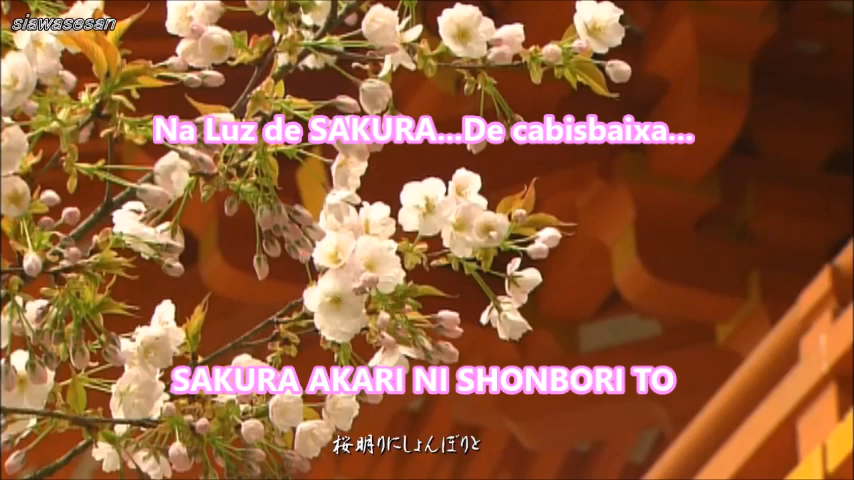 siawasesan
Na Luz de SAKURA...De cabisbaixa...
SAKURA AKARI NI SHONBORI TO
桜明りにしょんぼりと